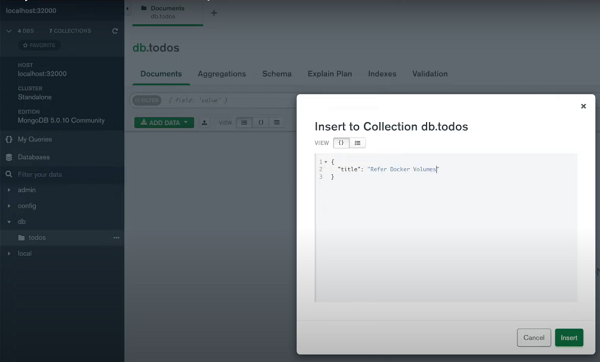 localhost:32000
4 DBS
7 COLLECTIONS
FAVORITE
HOST
localhost:32000
CLUSTER
Standalone
EDITION
MongoDB 5.0.10 Community
{} My Queries
Databases
Filter your data
admin
config
db
todos
local
Documents
db.todos
+
db.todos
Documents
Aggregations
Schema
Explain Plan
Indexes
Validation
{ field: 'value' }
ADD DATA
VIEW
{}
Insert to Collection db.todos
VIEW
{}
1 {
2 "title": "Refer Docker Volumes"
3 }
Cancel
Insert